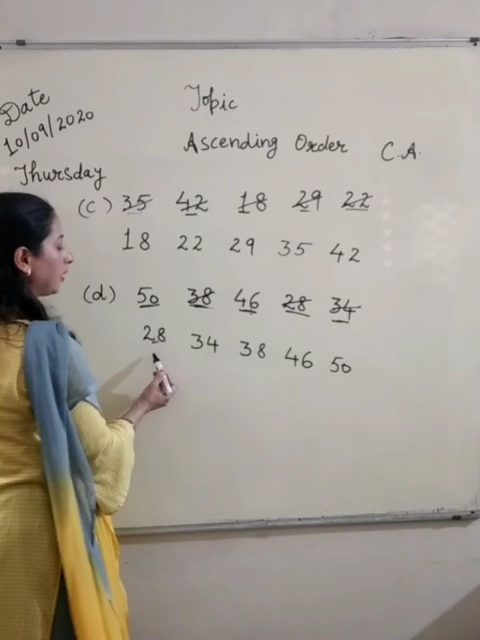 Date
10/09/2020
Thursday
Topic
Ascending Order C.A.
(c) 35 42 18 29 22
18 22 29 35 42
(d) 50 38 46 28 34
28 34 38 46 50